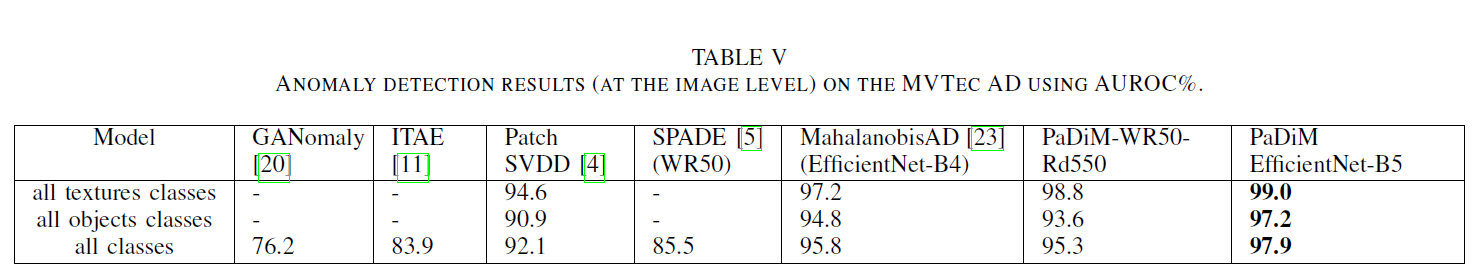 TABLE V
ANOMALY DETECTION RESULTS (AT THE IMAGE LEVEL) ON THE MVTEC AD USING AUROC%.
Model GANomaly [20] ITAE [11] Patch SVDD [4] SPADE [5] (WR50) MahalanobisAD [23] (EfficientNet-B4) PaDiM-WR50-Rd550 PaDiM EfficientNet-B5
all textures classes - - 94.6 - 97.2 98.8 99.0
all objects classes - - 90.9 - 94.8 93.6 97.2
all classes 76.2 83.9 92.1 85.5 95.8 95.3 97.9